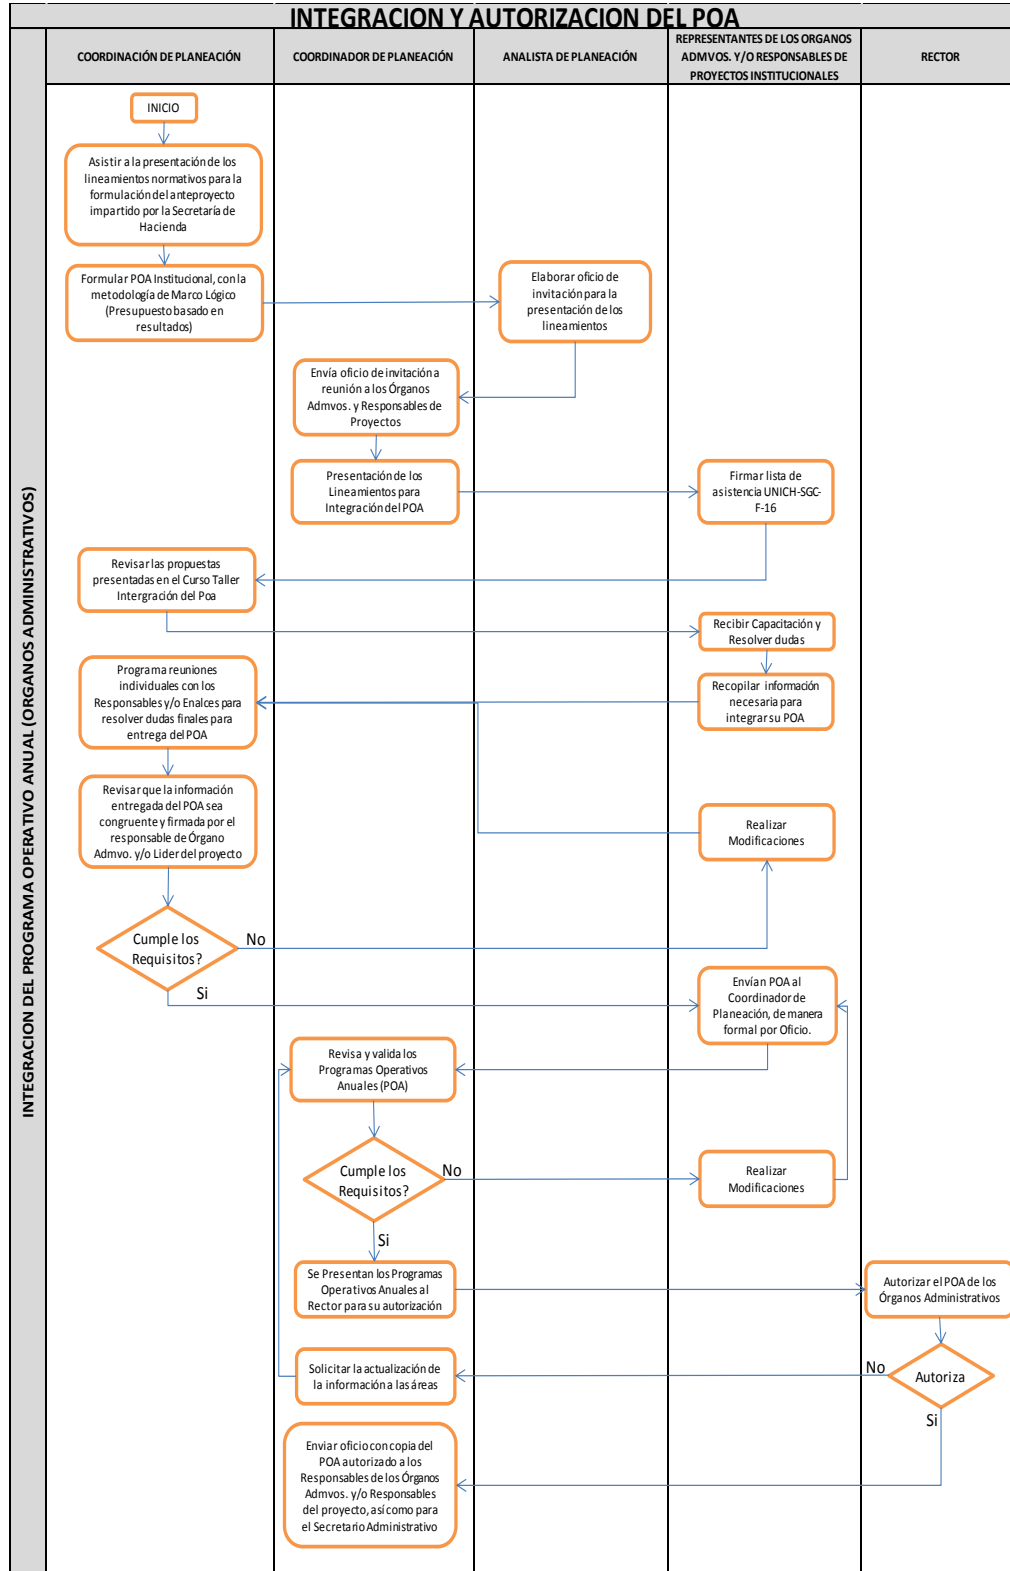 INTEGRACION Y AUTORIZACION DEL POA
COORDINACIÓN DE PLANEACIÓN
COORDINADOR DE PLANEACIÓN
ANALISTA DE PLANEACIÓN
REPRESENTANTES DE LOS ORGANOS
ADMVOS. Y/O RESPONSABLES DE
PROYECTOS INSTITUCIONALES
RECTOR
INTEGRACION DEL PROGRAMA OPERATIVO ANUAL (ORGANOS ADMINISTRATIVOS)
INICIO
Asistir a la presentación de los
lineamientos normativos para la
formulación del anteproyecto
impartido por la Secretaría de
Hacienda
Formular POA Institucional, con la
metodología de Marco Lógico
(Presupuesto basado en
resultados)
Elaborar oficio de
invitación para la
presentación de los
lineamientos
Envía oficio de invitación a
reunión a los Órganos
Admvos. y Responsables de
Proyectos
Presentación de los
Lineamientos para
Integración del POA
Firmar lista de
asistencia UNICH-SGC-
F-16
Revisar las propuestas
presentadas en el Curso Taller
Intergración del Poa
Recibir Capacitación y
Resolver dudas
Recopilar información
necesaria para
integrar su POA
Programa reuniones
individuales con los
Responsables y/o Enalces para
resolver dudas finales para
entrega del POA
Revisar que la información
entregada del POA sea
congruente y firmada por el
responsable de Órgano
Admvo. y/o Lider del proyecto
Realizar
Modificaciones
Cumple los
Requisitos?
No
Si
Envían POA al
Coordinador de
Planeación, de manera
formal por Oficio.
Revisa y valida los
Programas Operativos
Anuales (POA)
Cumple los
Requisitos?
No
Realizar
Modificaciones
Si
Se Presentan los Programas
Operativos Anuales al
Rector para su autorización
Autorizar el POA de los
Órganos Administrativos
Solicitar la actualización de
la información a las áreas
No
Autoriza
Si
Enviar oficio con copia del
POA autorizado a los
Responsables de los Órganos
Admvos. y/o Responsables
del proyecto, así como para
el Secretario Administrativo